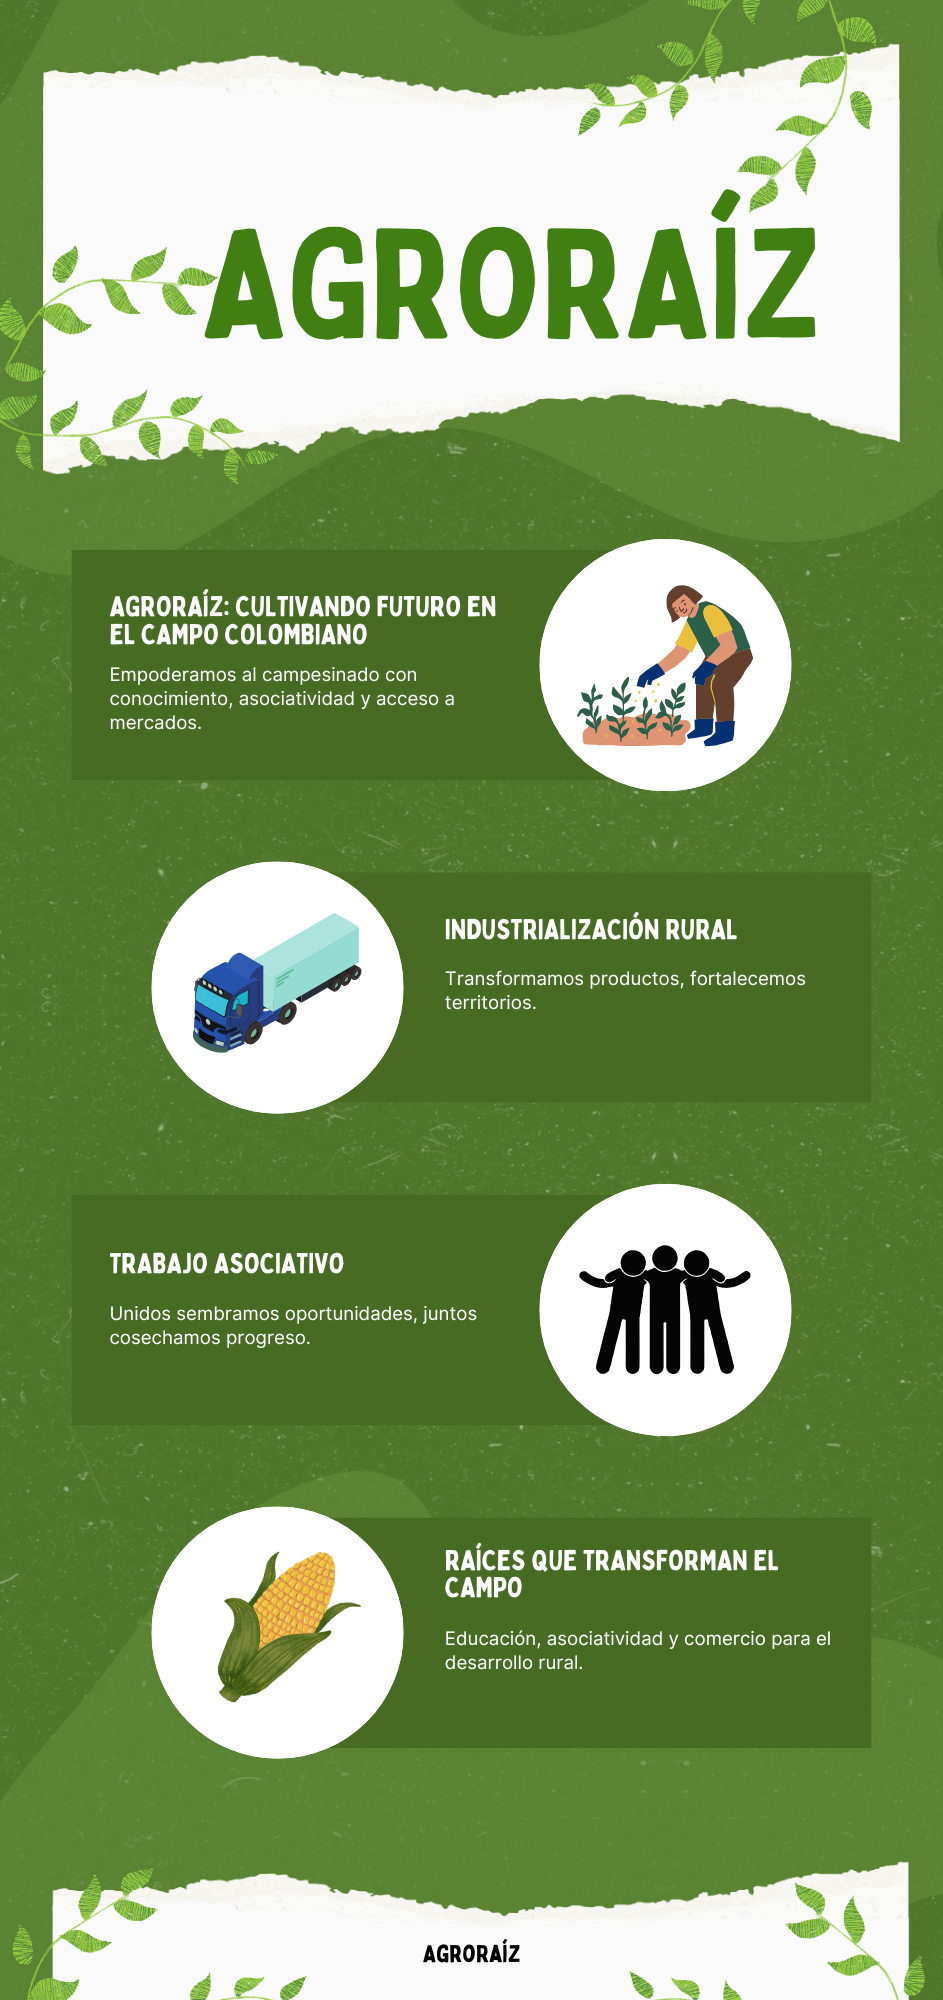 AGRORAÍZ
AGRORAÍZ: CULTIVANDO FUTURO EN
EL CAMPO COLOMBIANO
Empoderamos al campesinado con
conocimiento, asociatividad y acceso a
mercados.
INDUSTRIALIZACIÓN RURAL
Transformamos productos, fortalecemos
territorios.
TRABAJO ASOCIATIVO
Unidos sembramos oportunidades, juntos
cosechamos progreso.
RAÍCES QUE TRANSFORMAN EL
CAMPO
Educación, asociatividad y comercio para el
desarrollo rural.
AGRORAÍZ